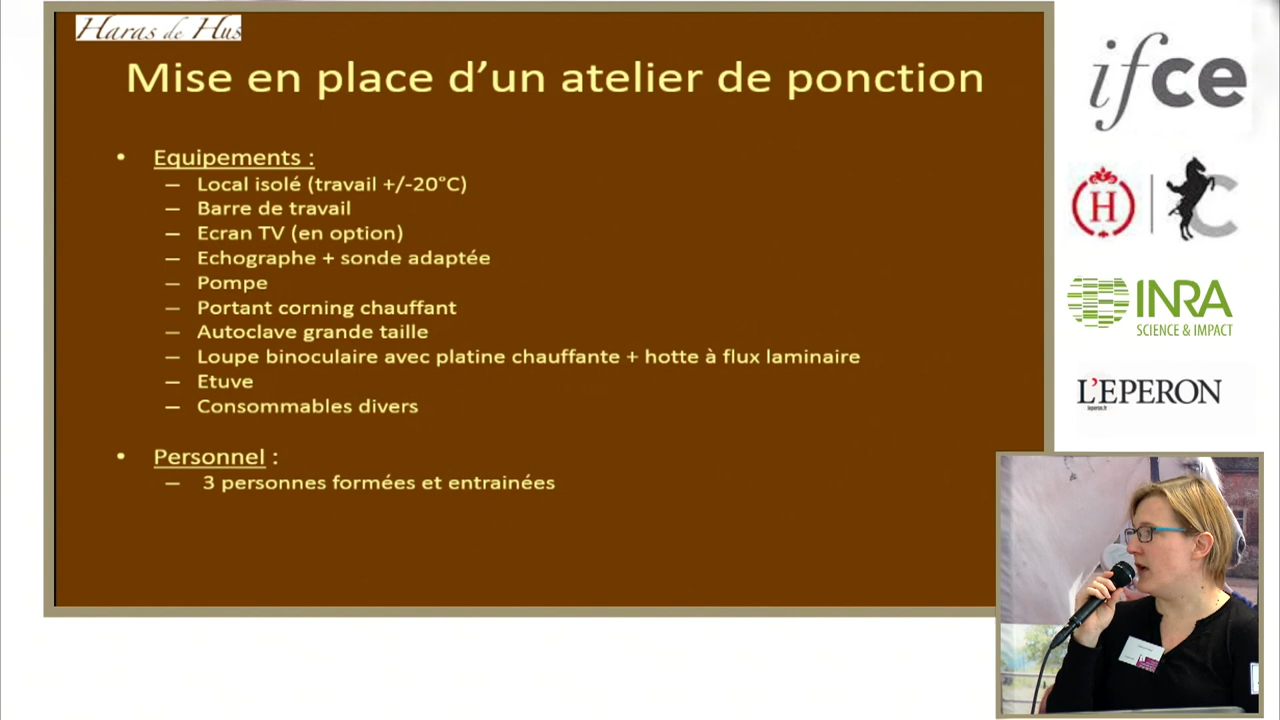 Haras de Hus
Mise en place d'un atelier de ponction
• Equipements :
– Local isolé (travail +/-20°C)
– Barre de travail
– Ecran TV (en option)
– Echographe + sonde adaptée
– Pompe
– Portant corning chauffant
– Autoclave grande taille
– Loupe binoculaire avec platine chauffante + hotte à flux laminaire
– Etuve
– Consommables divers
• Personnel :
– 3 personnes formées et entrainées
ifce
H | C
INRA
SCIENCE & IMPACT
L'EPERON
leperon.fr